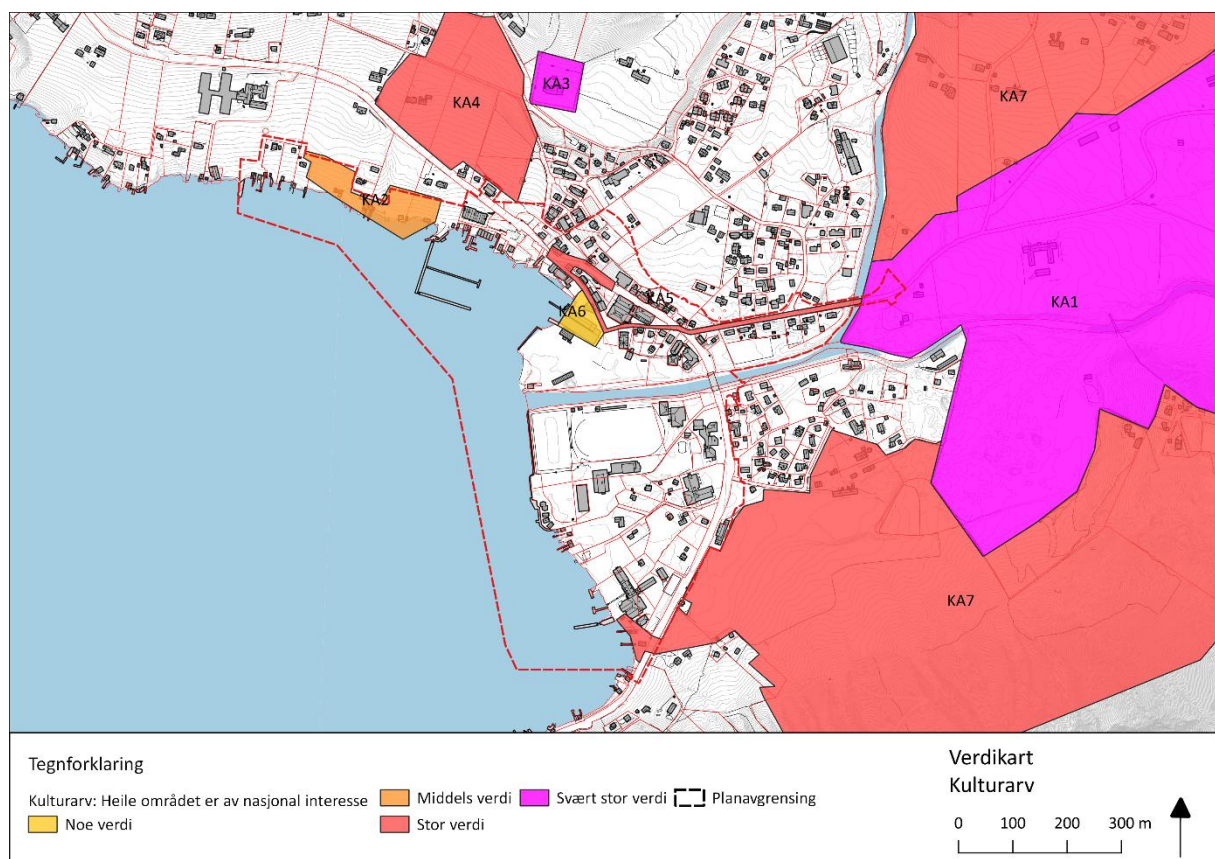 KA3
KA4
KA7
KA2
KA5
KA6
KA1
KA7
Tegnforklaring
Kulturarv: Heile området er av nasjonal interesse
Noe verdi
Middels verdi
Stor verdi
Svært stor verdi
Planavgrensing
Verdikart
Kulturarv
0 100 200 300 m